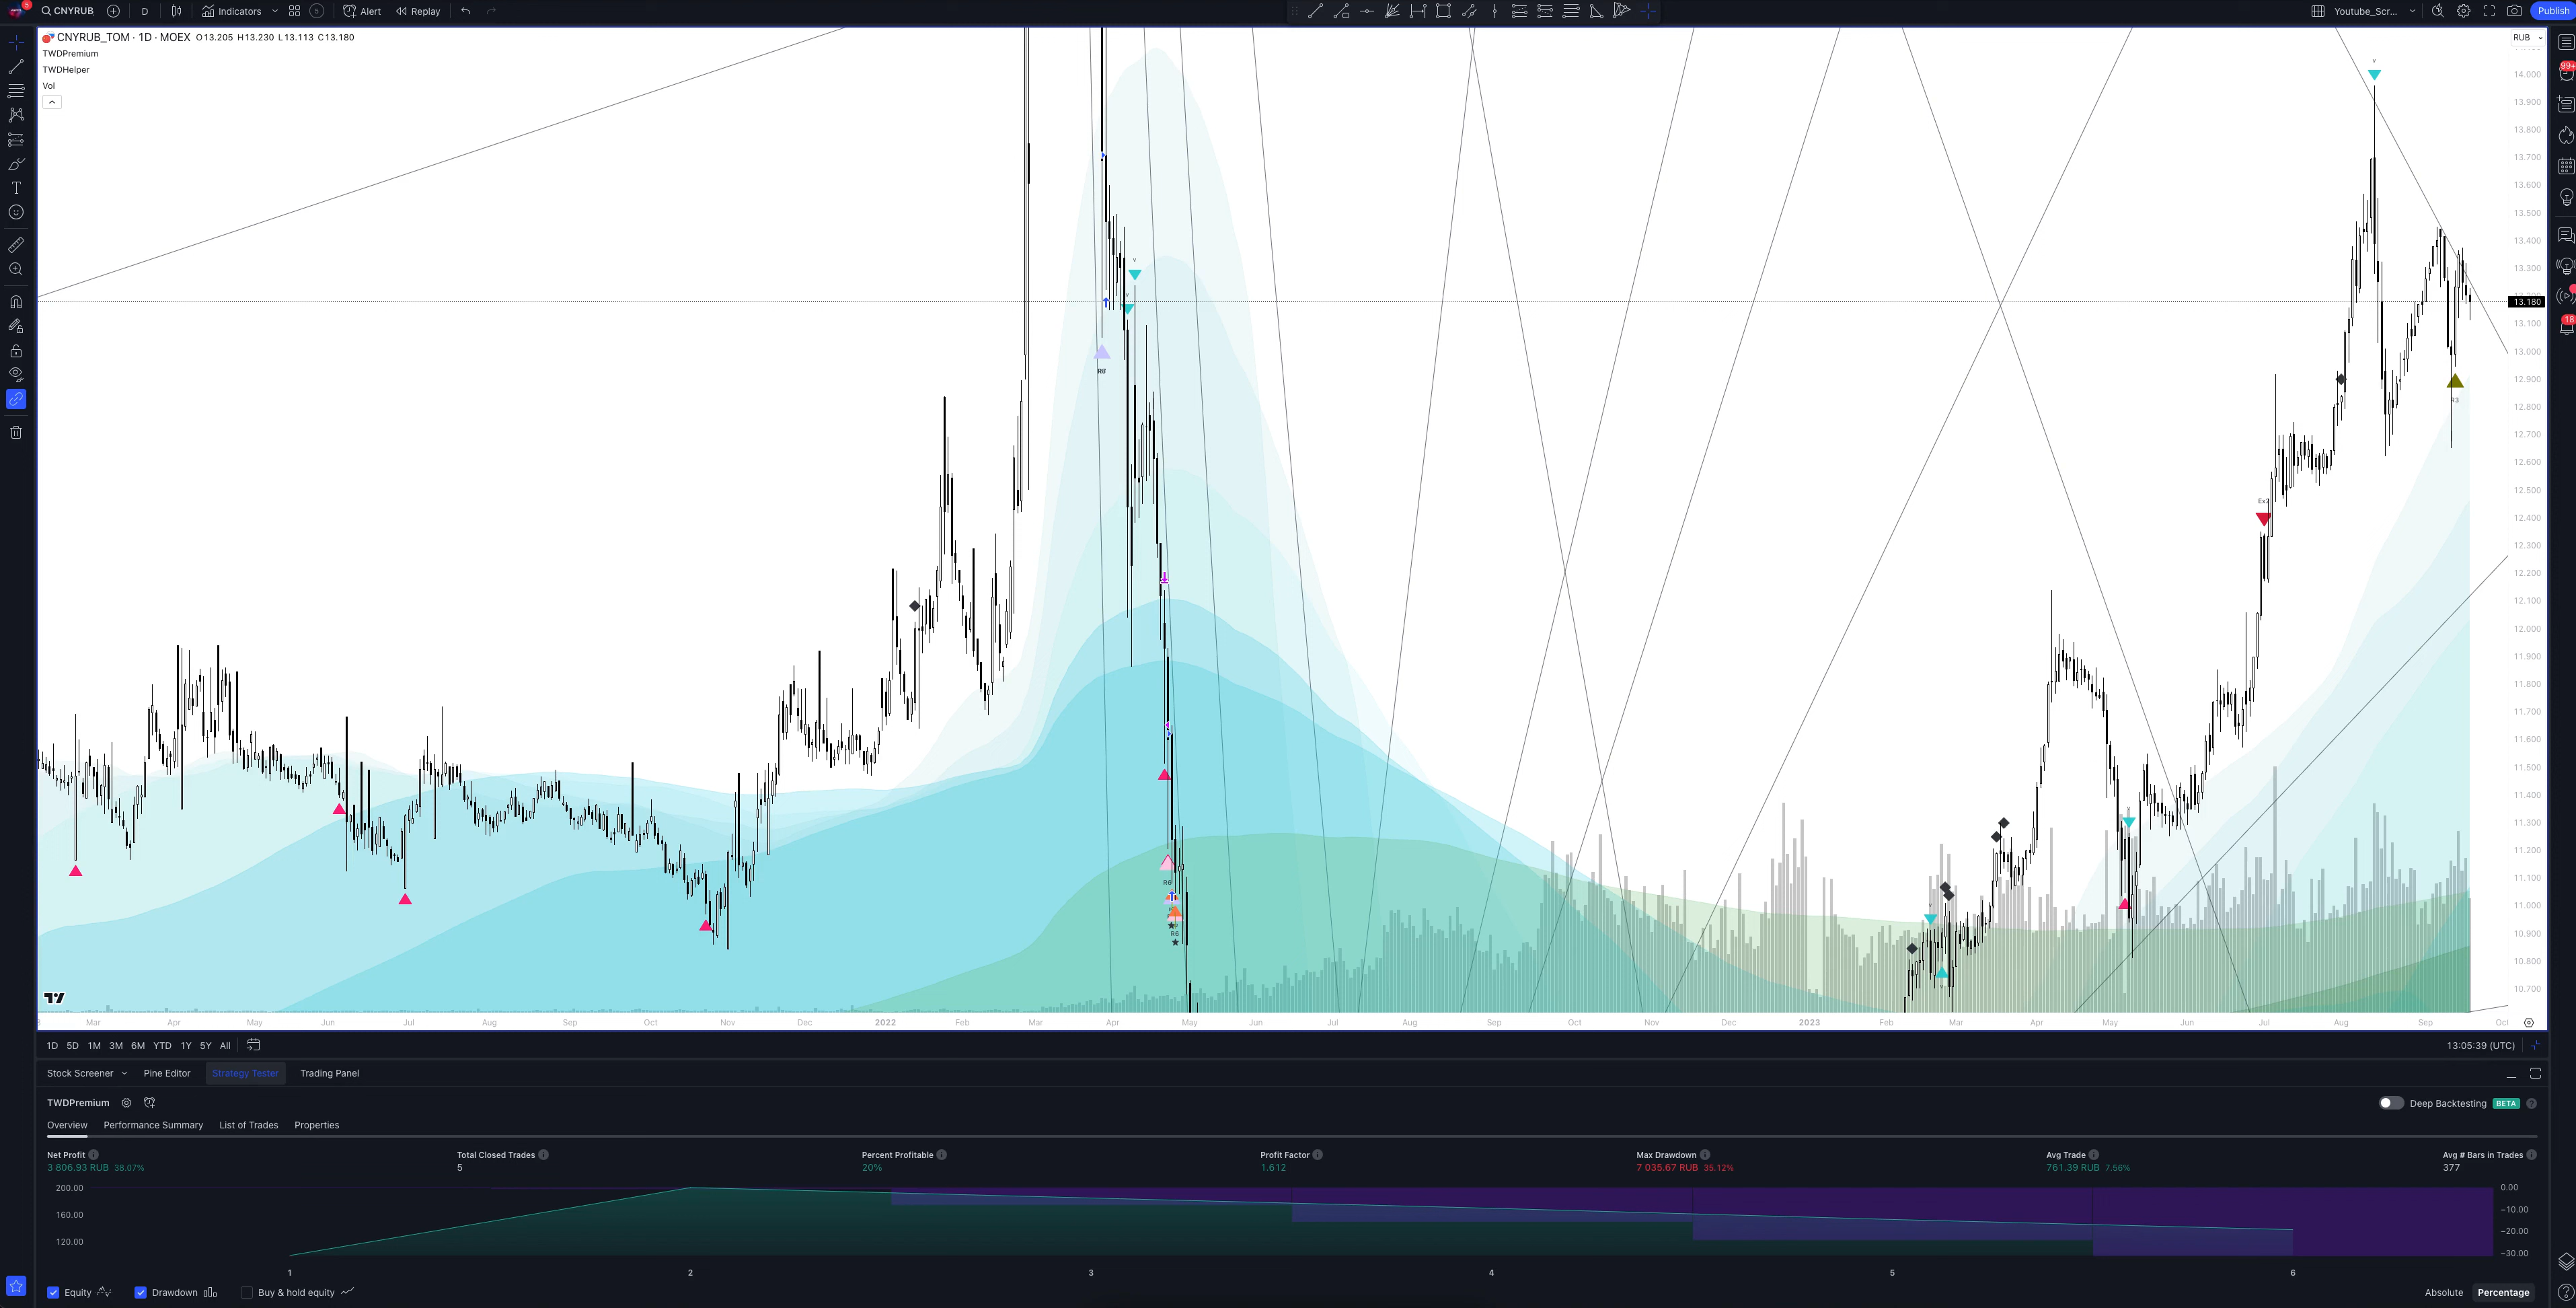 5
CNYRUB D Indicators 5 Alert Replay Youtube_Scr... Publish
CNYRUB_TOM · 1D · MOEX O13.205 H13.230 L13.113 C13.180
RUB
TWDPremium
TWDHelper
Vol
99+
18
v
v
R3
Ex2
v
v
R6
R6
14.000
13.900
13.800
13.700
13.600
13.500
13.400
13.300
13.180
13.100
13.000
12.900
12.800
12.700
12.600
12.500
12.400
12.300
12.200
12.100
12.000
11.900
11.800
11.700
11.600
11.500
11.400
11.300
11.200
11.100
11.000
10.900
10.800
10.700
Mar Apr May Jun Jul Aug Sep Oct Nov Dec 2022 Feb Mar Apr May Jun Jul Aug Sep Oct Nov Dec 2023 Feb Mar Apr May Jun Jul Aug Sep Oct
1D 5D 1M 3M 6M YTD 1Y 5Y All 13:05:39 (UTC)
Stock Screener Pine Editor Strategy Tester Trading Panel
TWDPremium Deep Backtesting BETA
Overview Performance Summary List of Trades Properties
Net Profit Total Closed Trades Percent Profitable Profit Factor Max Drawdown Avg Trade Avg # Bars in Trades
3 806.93 RUB 38.07% 5 20% 1.612 7 035.67 RUB 35.12% 761.39 RUB 7.56% 377
200.00 0.00
160.00 −10.00
−20.00
120.00
−30.00
1 2 3 4 5 6
Equity Drawdown Buy & hold equity Absolute Percentage